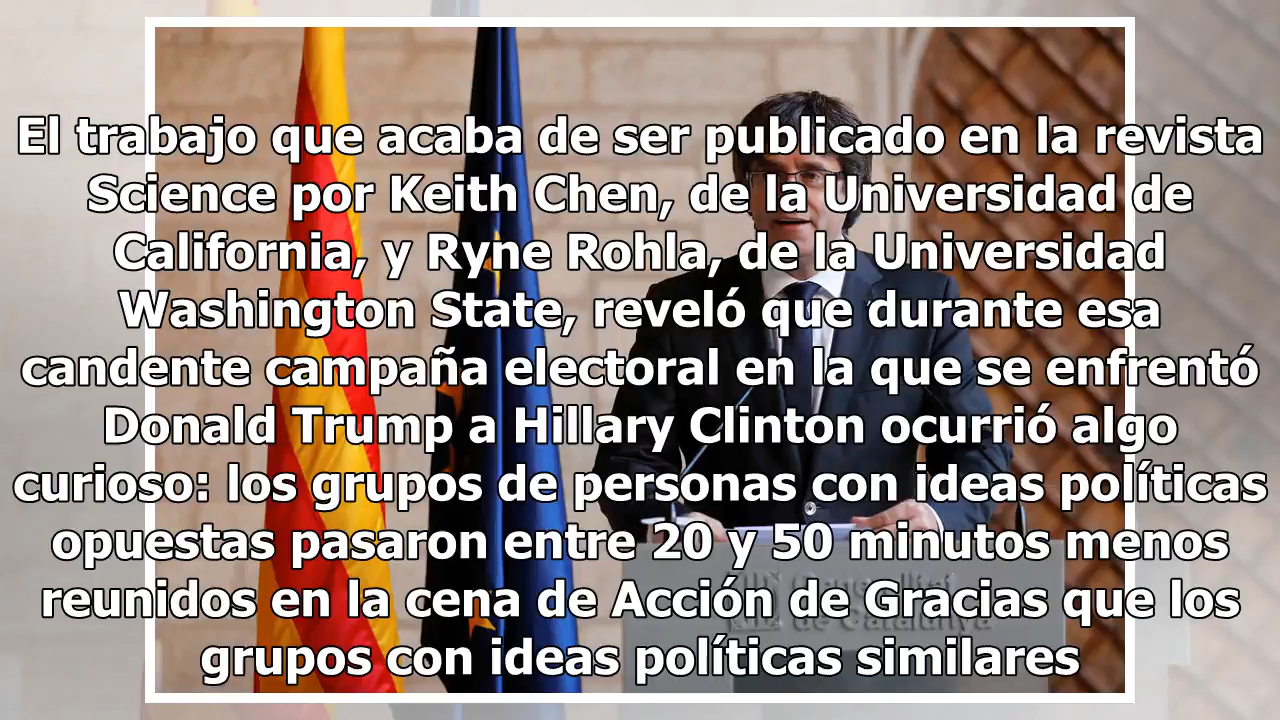 El trabajo que acaba de ser publicado en la revista
Science por Keith Chen, de la Universidad de
California, y Ryne Rohla, de la Universidad
Washington State, reveló que durante esa
candente campaña electoral en la que se enfrentó
Donald Trump a Hillary Clinton ocurrió algo
curioso: los grupos de personas con ideas políticas
opuestas pasaron entre 20 y 50 minutos menos
reunidos en la cena de Acción de Gracias que los
grupos con ideas políticas similares
Generalitat
de Catalunya